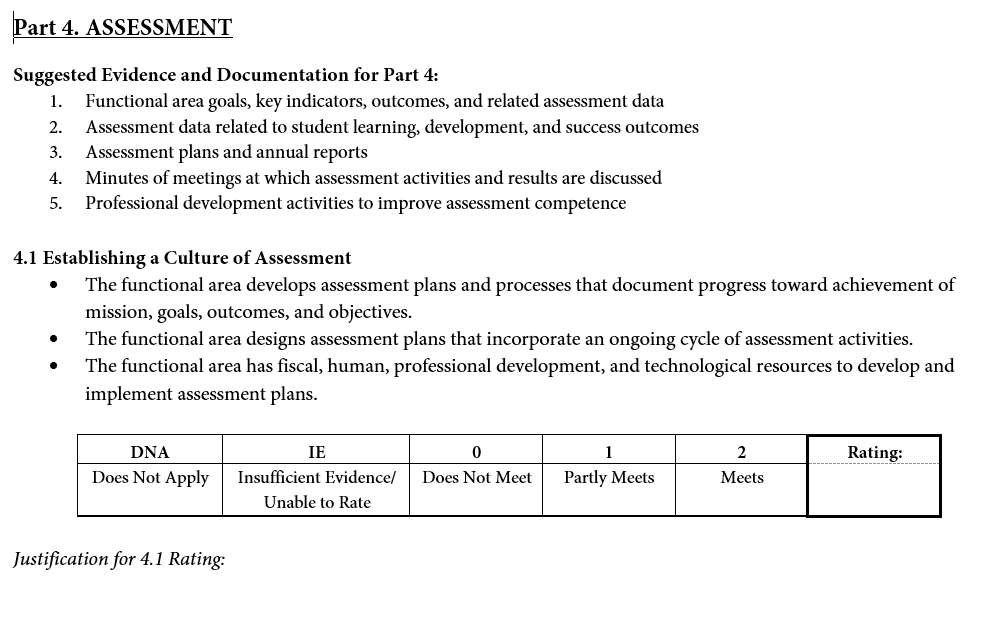 Part 4. ASSESSMENT
Suggested Evidence and Documentation for Part 4:
1. Functional area goals, key indicators, outcomes, and related assessment data
2. Assessment data related to student learning, development, and success outcomes
3. Assessment plans and annual reports
4. Minutes of meetings at which assessment activities and results are discussed
5. Professional development activities to improve assessment competence
4.1 Establishing a Culture of Assessment
• The functional area develops assessment plans and processes that document progress toward achievement of
mission, goals, outcomes, and objectives.
• The functional area designs assessment plans that incorporate an ongoing cycle of assessment activities.
• The functional area has fiscal, human, professional development, and technological resources to develop and
implement assessment plans.
DNA IE 0 1 2 Rating:
Does Not Apply Insufficient Evidence/ Does Not Meet Partly Meets Meets
Unable to Rate
Justification for 4.1 Rating: